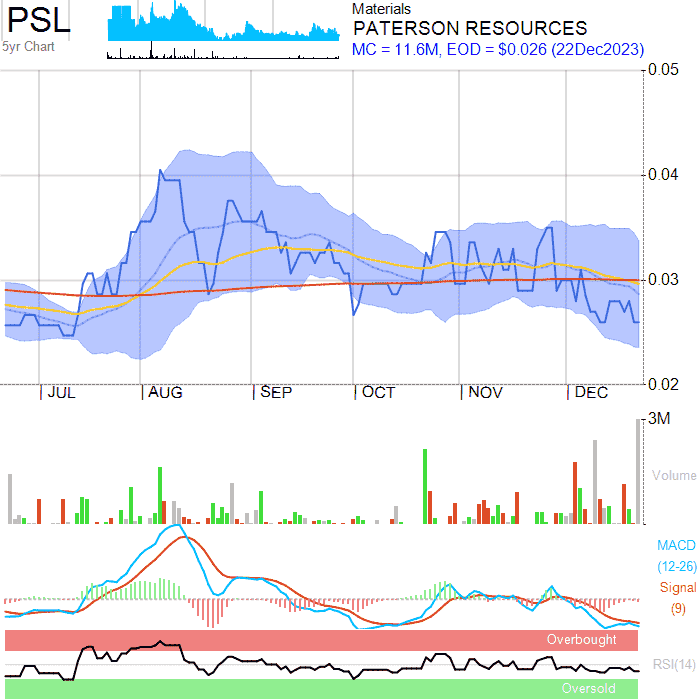 PSL
5yr Chart
Materials
PATERSON RESOURCES
MC = 11.6M, EOD = $0.026 (22Dec2023)
0.05
0.04
0.03
0.02
JUL AUG SEP OCT NOV DEC
3M
Volume
MACD
(12-26)
Signal
(9)
Overbought
RSI(14)
Oversold